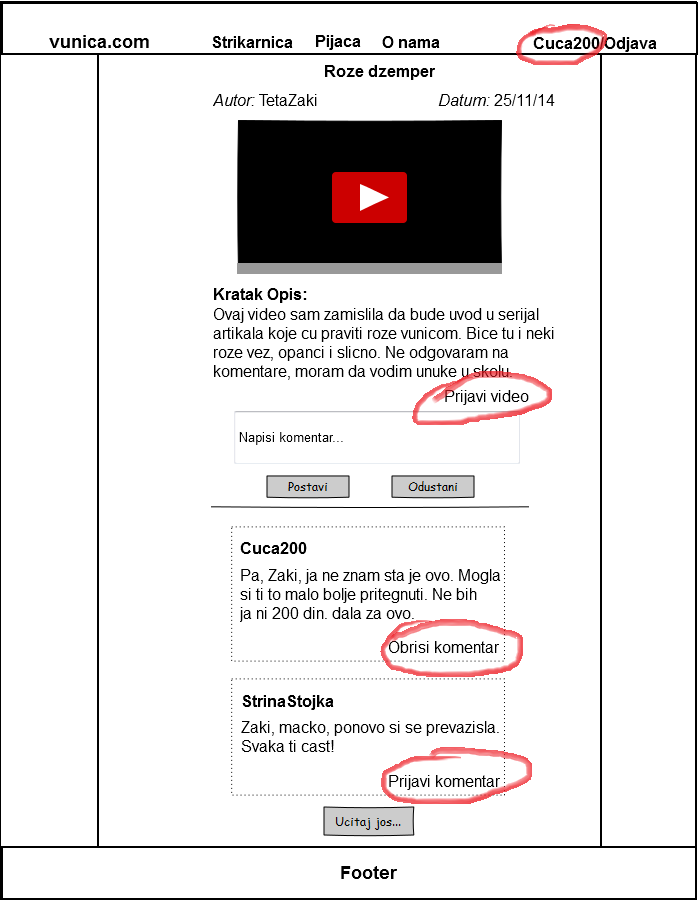 vunica.com Strikarnica Pijaca O nama Cuca200/Odjava
Roze dzemper
Autor: TetaZaki Datum: 25/11/14
Kratak Opis:
Ovaj video sam zamislila da bude uvod u serijal
artikala koje cu praviti roze vunicom. Bice tu i neki
roze vez, opanci i slicno. Ne odgovaram na
komentare, moram da vodim unuke u skolu.
Prijavi video
Napisi komentar...
Postavi Odustani
Cuca200
Pa, Zaki, ja ne znam sta je ovo. Mogla
si ti to malo bolje pritegnuti. Ne bih
ja ni 200 din. dala za ovo.
Obrisi komentar
StrinaStojka
Zaki, macko, ponovo si se prevazisla.
Svaka ti cast!
Prijavi komentar
Ucitaj jos...
Footer